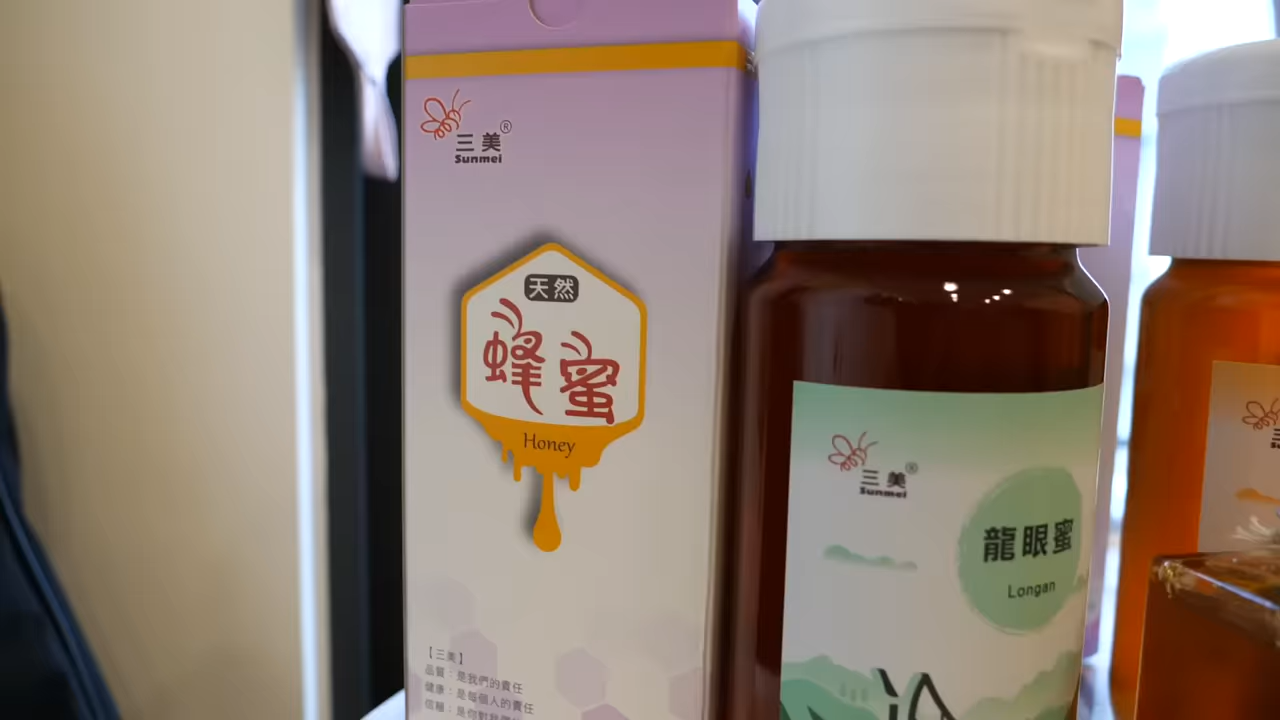 三美®
Sunmei
天然
蜂蜜
Honey
【三美】
品質：是我們的責任
健康：是每個人的責任
三美®
Sunmei
龍眼蜜
Longan